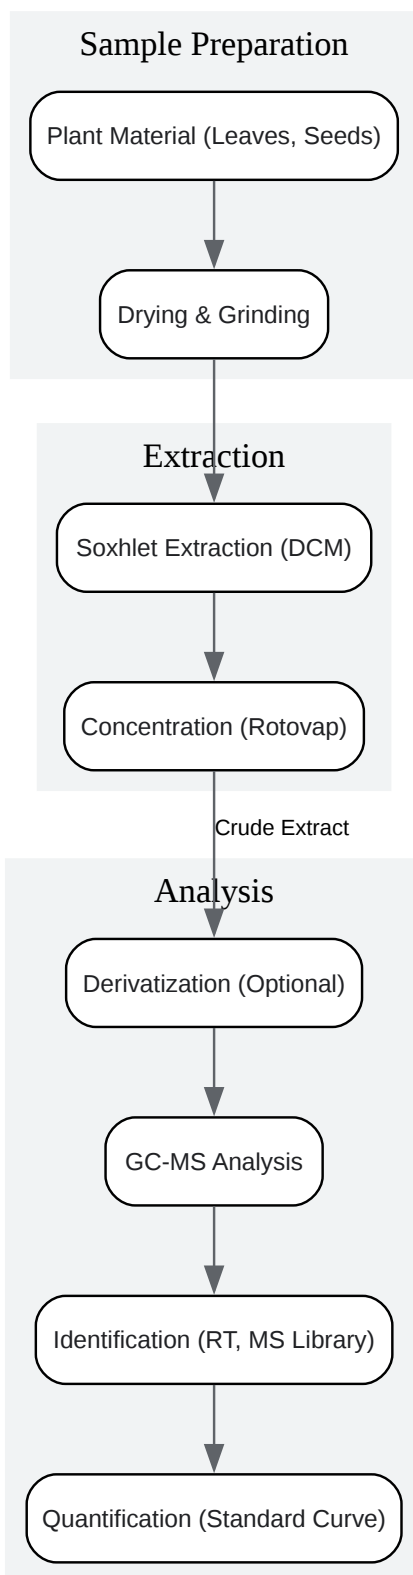 Sample Preparation
Plant Material (Leaves, Seeds)
Drying & Grinding
Extraction
Soxhlet Extraction (DCM)
Concentration (Rotovap)
Crude Extract
Analysis
Derivatization (Optional)
GC-MS Analysis
Identification (RT, MS Library)
Quantification (Standard Curve)